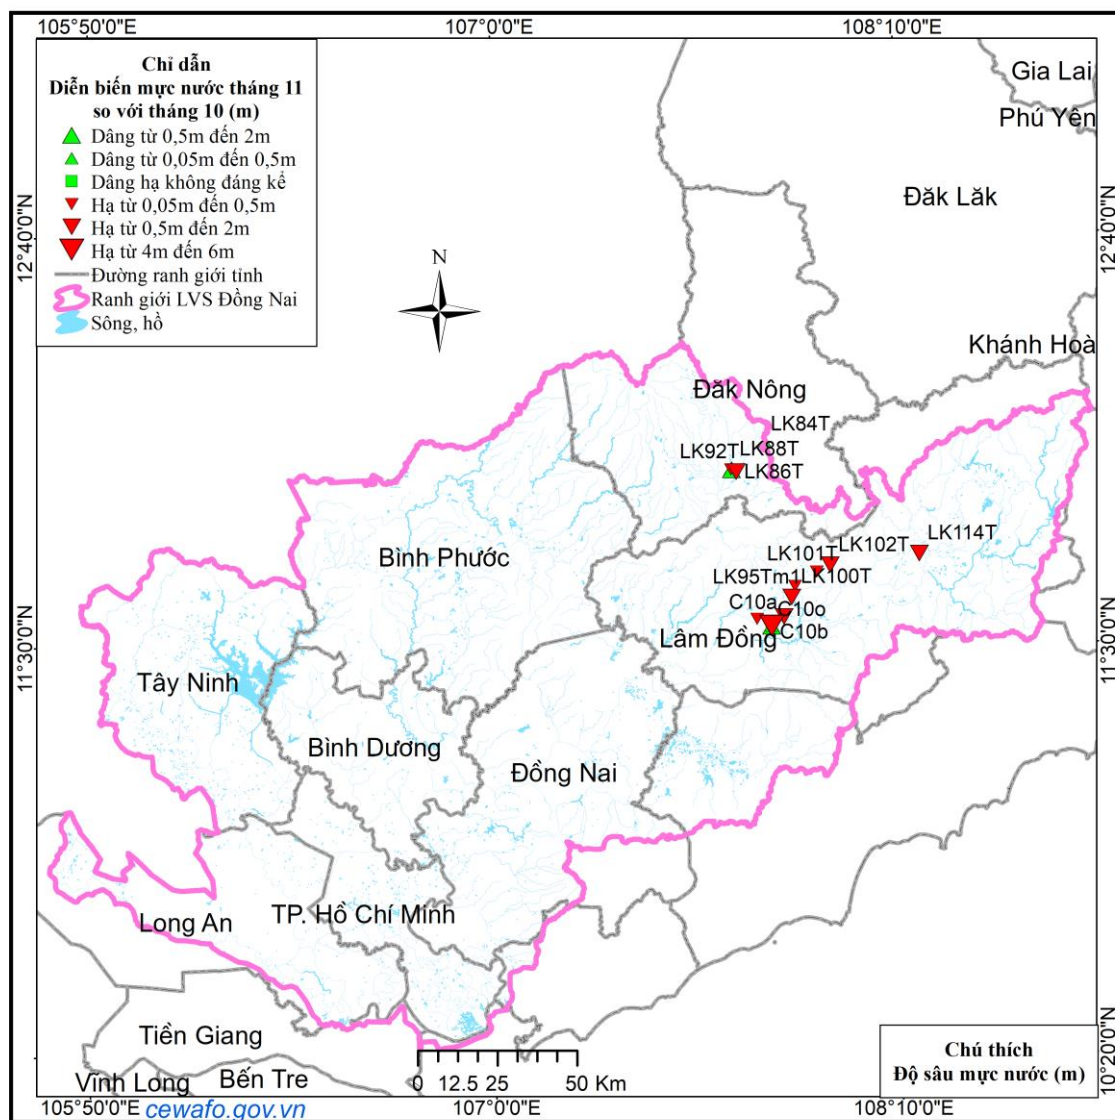 105°50'0"E 107°0'0"E 108°10'0"E
Chỉ dẫn
Diễn biến mực nước tháng 11
so với tháng 10 (m)
Dâng từ 0,5m đến 2m
Dâng từ 0,05m đến 0,5m
Dâng hạ không đáng kể
Hạ từ 0,05m đến 0,5m
Hạ từ 0,5m đến 2m
Hạ từ 4m đến 6m
Đường ranh giới tỉnh
Ranh giới LVS Đồng Nai
Sông, hồ
Gia Lai
Phú Yên
Đăk Lăk
12°40'0"N
12°40'0"N
N
Khánh Hoà
Đăk Nông
LK84T
LK92T LK88T
LK86T
LK114T
LK102T
LK101T
Bình Phước
LK95Tm1 LK100T
C10a C10o
C10b
Lâm Đồng
11°30'0"N
11°30'0"N
Tây Ninh
Bình Dương
Đồng Nai
TP. Hồ Chí Minh
Long An
Tiền Giang
Vĩnh Long
Bến Tre
0 12.5 25 50 Km
Chú thích
Độ sâu mực nước (m)
10°20'0"N
105°50'0"E 107°0'0"E 108°10'0"E
cewafo.gov.vn